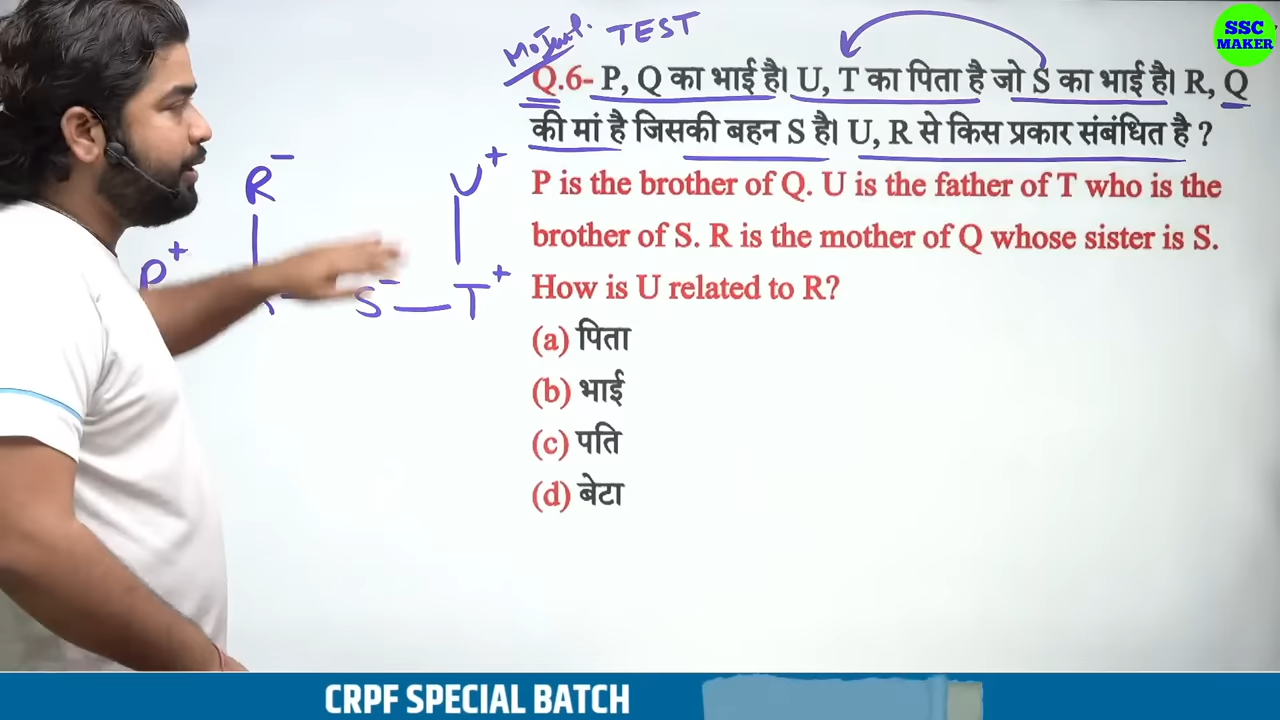 SSC
MAKER
TEST
Q.6- P, Q का भाई है। U, T का पिता है जो S का भाई है। R, Q
की मां है जिसकी बहन S है। U, R से किस प्रकार संबंधित है ?
P is the brother of Q. U is the father of T who is the
brother of S. R is the mother of Q whose sister is S.
How is U related to R?
(a) पिता
(b) भाई
(c) पति
(d) बेटा
R⁻ U⁺
P⁺
S⁻ — T⁺
CRPF SPECIAL BATCH